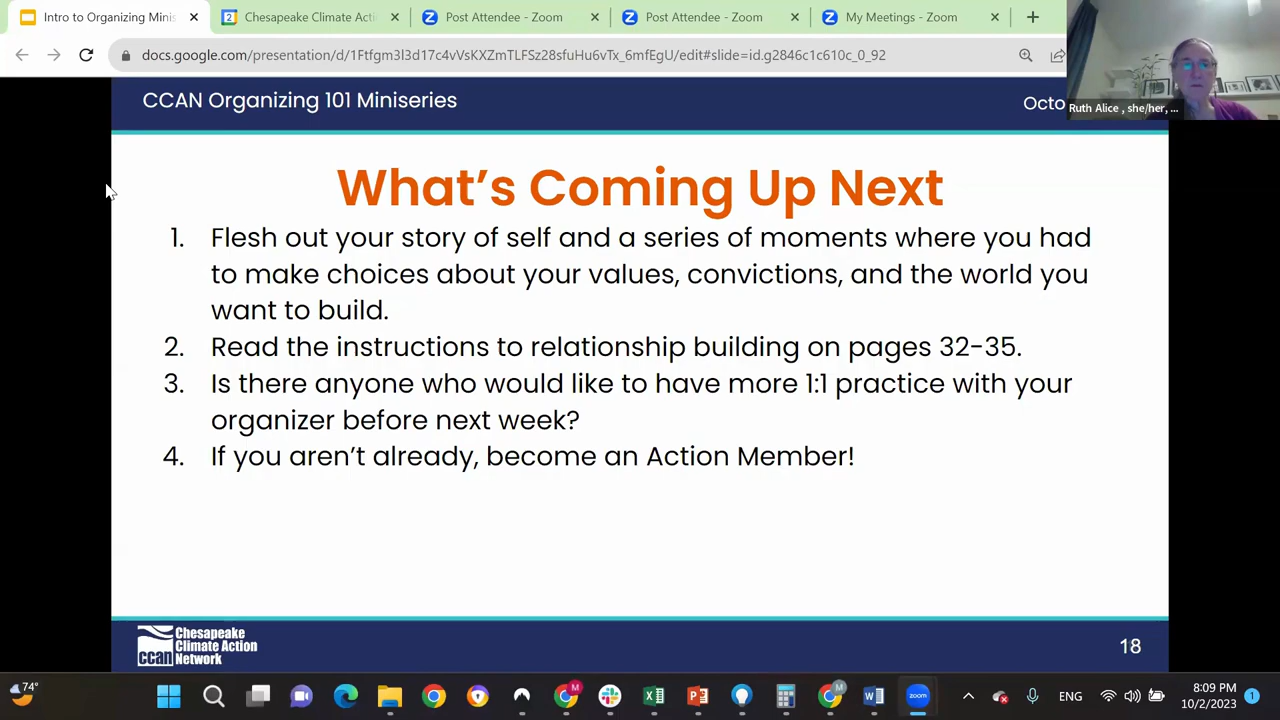 Intro to Organizing Minis
Chesapeake Climate Acti
Post Attendee - Zoom
Post Attendee - Zoom
My Meetings - Zoom
docs.google.com/presentation/d/1Ftfgm3l3d17c4vVsKXZmTLFSz28sfuHu6vTx_6mfEgU/edit#slide=id.g2846c1c610c_0_92
Ruth Alice , she/her, ...
CCAN Organizing 101 Miniseries
Octo
What's Coming Up Next
1. Flesh out your story of self and a series of moments where you had
to make choices about your values, convictions, and the world you
want to build.
2. Read the instructions to relationship building on pages 32-35.
3. Is there anyone who would like to have more 1:1 practice with your
organizer before next week?
4. If you aren't already, become an Action Member!
ccan
Chesapeake
Climate Action
Network
18
74°
ENG
8:09 PM
10/2/2023